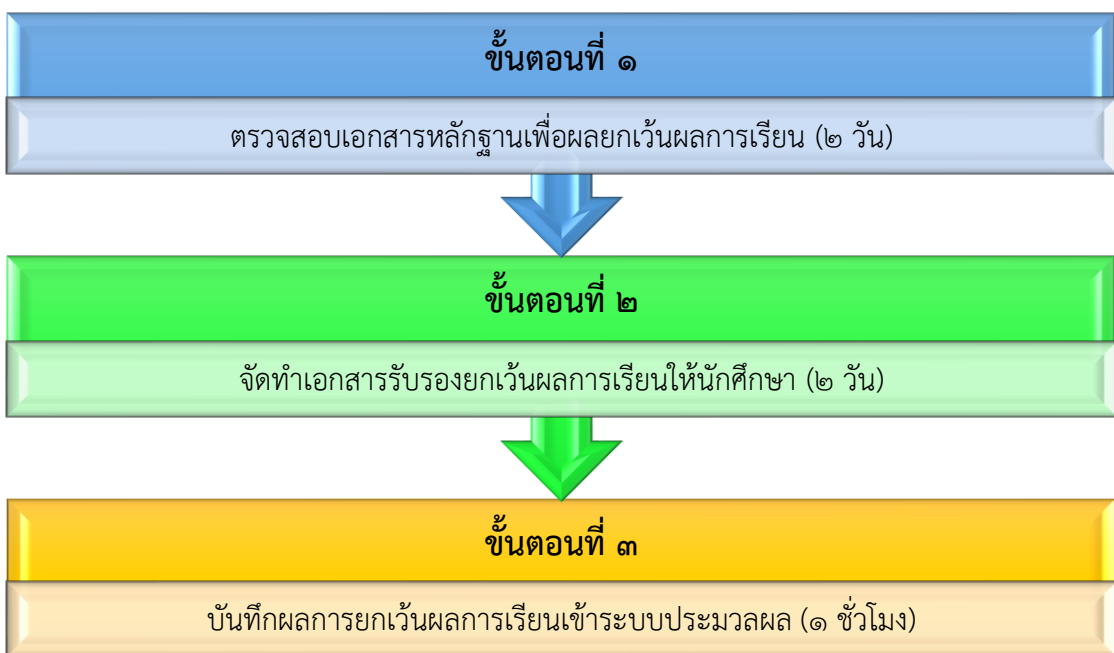 ขั้นตอนที่ ๑
ตรวจสอบเอกสารหลักฐานเพื่อผลยกเว้นผลการเรียน (๒ วัน)
ขั้นตอนที่ ๒
จัดทำเอกสารรับรองยกเว้นผลการเรียนให้นักศึกษา (๒ วัน)
ขั้นตอนที่ ๓
บันทึกผลการยกเว้นผลการเรียนเข้าระบบประมวลผล (๑ ชั่วโมง)